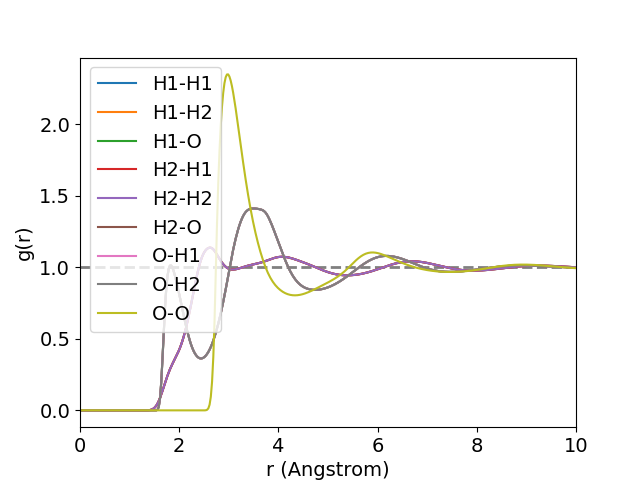 H1-H1
H1-H2
H1-O
H2-H1
H2-H2
H2-O
O-H1
O-H2
O-O
g(r)
2.0
1.5
1.0
0.5
0.0
0 2 4 6 8 10
r (Angstrom)